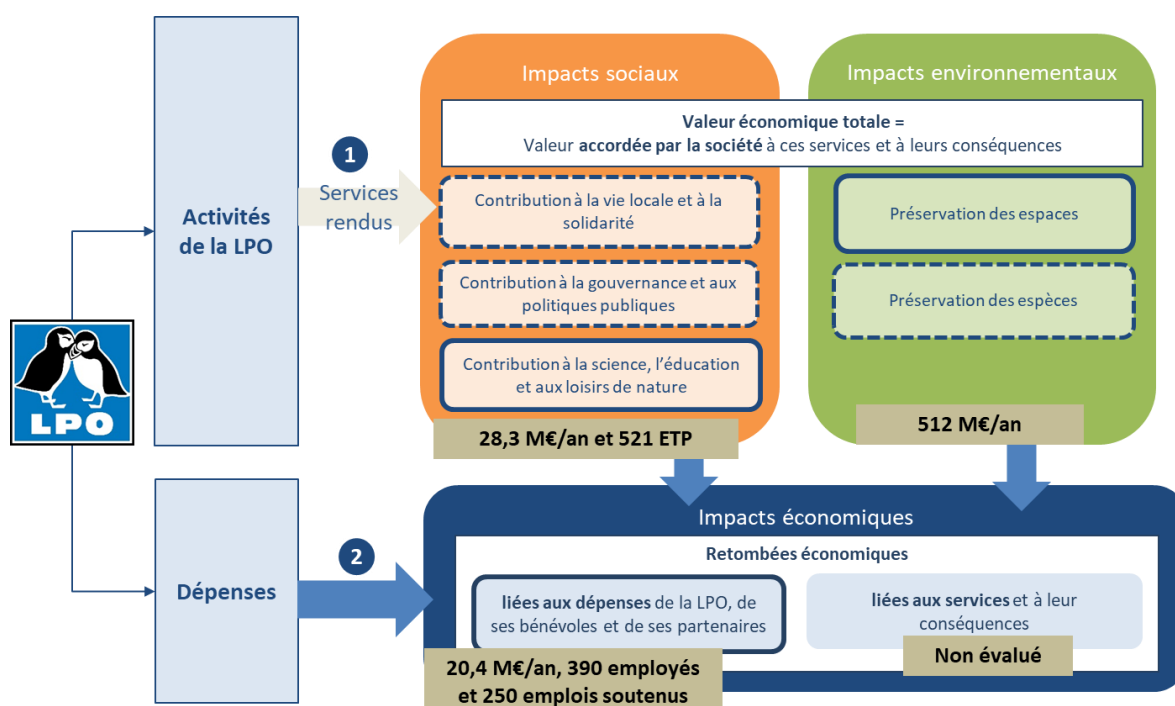 Impacts sociaux
Impacts environnementaux
Valeur économique totale =
Valeur accordée par la société à ces services et à leurs conséquences
1
Services
rendus
Activités
de la LPO
Contribution à la vie locale et à la
solidarité
Préservation des espaces
Contribution à la gouvernance et aux
politiques publiques
Préservation des espèces
Contribution à la science, l’éducation
et aux loisirs de nature
LPO
28,3 M€/an et 521 ETP
512 M€/an
Impacts économiques
2
Dépenses
Retombées économiques
liées aux dépenses de la LPO, de
ses bénévoles et de ses partenaires
liées aux services et à leur
conséquences
Non évalué
20,4 M€/an, 390 employés
et 250 emplois soutenus